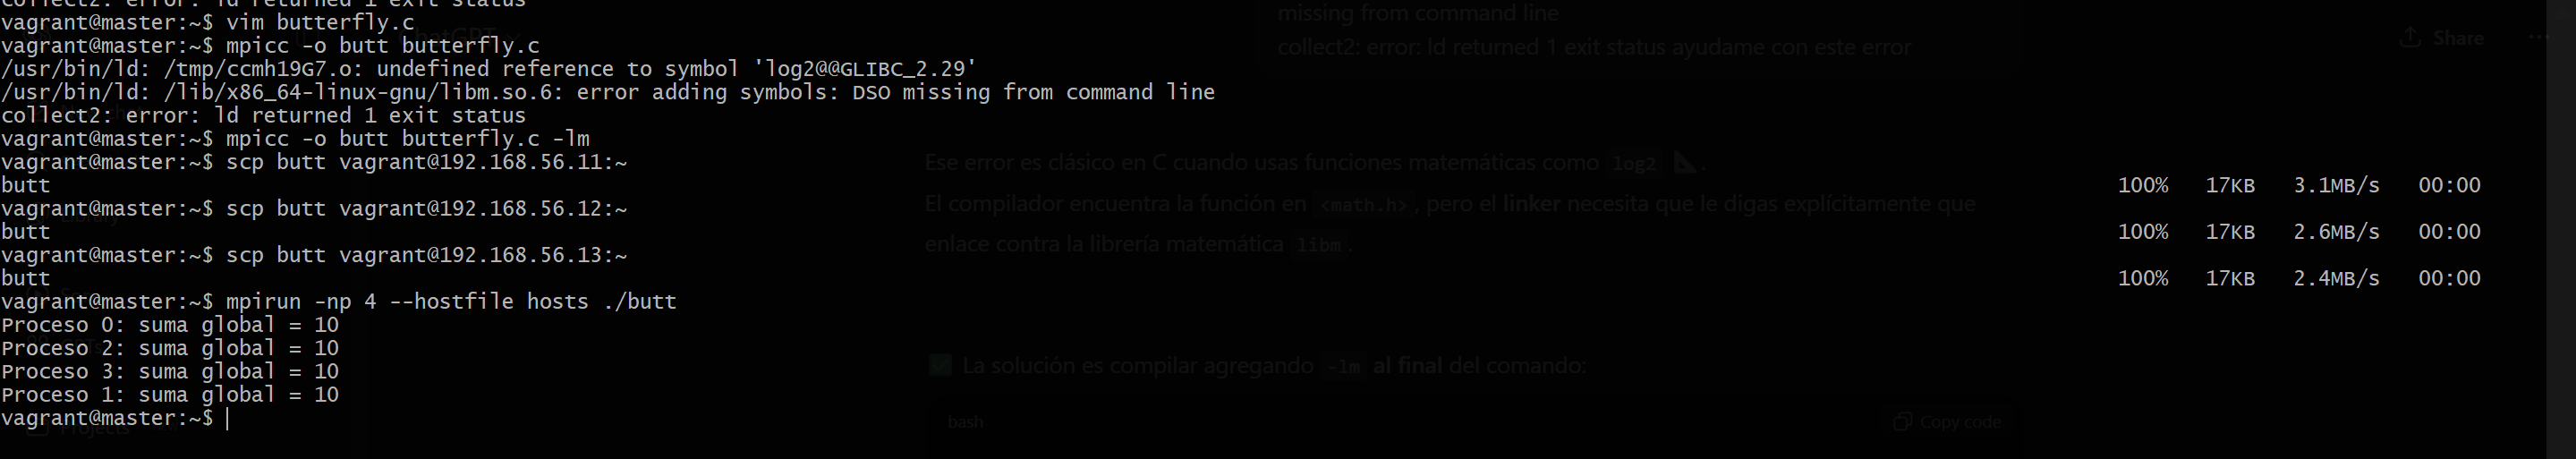 collect2: error: ld returned 1 exit status
vagrant@master:~$ vim butterfly.c
vagrant@master:~$ mpicc -o butt butterfly.c
/usr/bin/ld: /tmp/ccmh19G7.o: undefined reference to symbol 'log2@@GLIBC_2.29'
/usr/bin/ld: /lib/x86_64-linux-gnu/libm.so.6: error adding symbols: DSO missing from command line
collect2: error: ld returned 1 exit status
vagrant@master:~$ mpicc -o butt butterfly.c -lm
vagrant@master:~$ scp butt vagrant@192.168.56.11:~
butt 100% 17KB 3.1MB/s 00:00
vagrant@master:~$ scp butt vagrant@192.168.56.12:~
butt 100% 17KB 2.6MB/s 00:00
vagrant@master:~$ scp butt vagrant@192.168.56.13:~
butt 100% 17KB 2.4MB/s 00:00
vagrant@master:~$ mpirun -np 4 --hostfile hosts ./butt
Proceso 0: suma global = 10
Proceso 2: suma global = 10
Proceso 3: suma global = 10
Proceso 1: suma global = 10
vagrant@master:~$
missing from command line
collect2: error: ld returned 1 exit status ayudame con este error
Share
Ese error es clásico en C cuando usas funciones matemáticas como log2 📐.
El compilador encuentra la función en <math.h>, pero el linker necesita que le digas explícitamente que
enlace contra la librería matemática libm.
✅ La solución es compilar agregando -lm al final del comando:
bash
Copy code
Projects